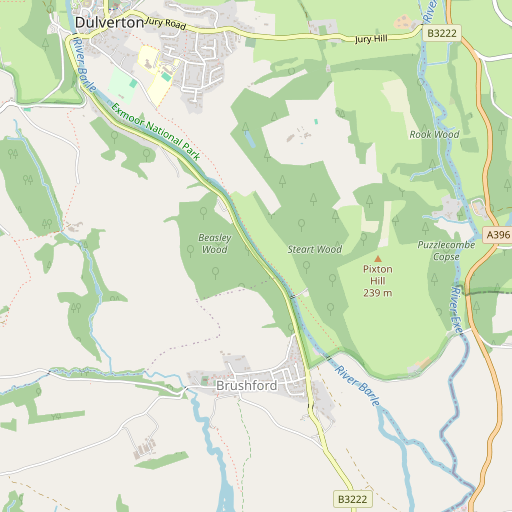 Dulverton
Jury Road
Jury Hill
B3222
River Barle
Exmoor National Park
Rook Wood
Beasley
Wood
Steart Wood
Puzzlecombe
Copse
A396
Pixton
Hill
239 m
River Exe
Brushford
River Barle
B3222